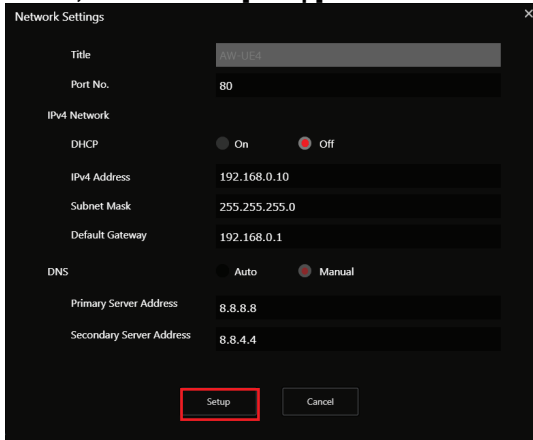 Network Settings
Title AW-UE4
Port No. 80
IPv4 Network
DHCP On Off
IPv4 Address 192.168.0.10
Subnet Mask 255.255.255.0
Default Gateway 192.168.0.1
DNS Auto Manual
Primary Server Address 8.8.8.8
Secondary Server Address 8.8.4.4
Setup Cancel